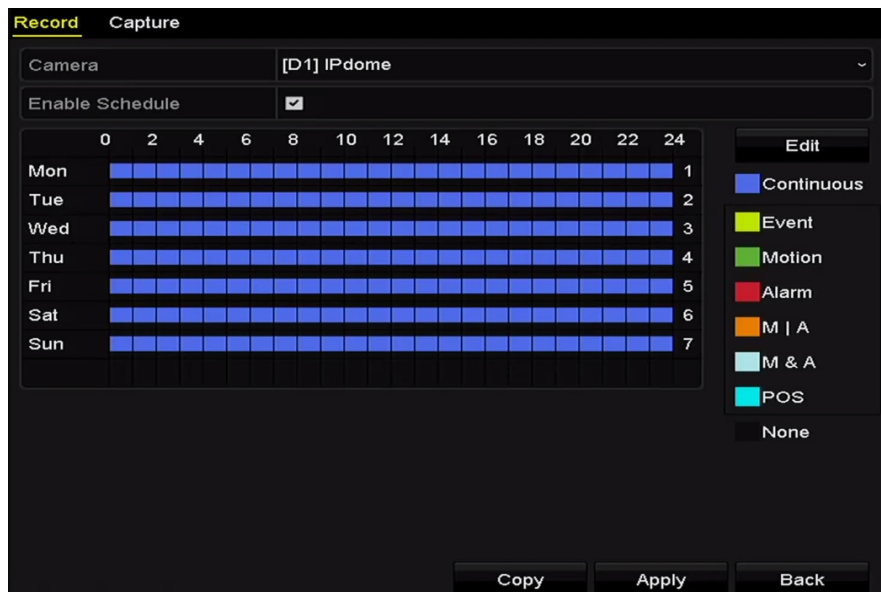 Record Capture
Camera [D1] IPdome
Enable Schedule
0 2 4 6 8 10 12 14 16 18 20 22 24
Edit
Mon 1
Continuous
Tue 2
Event
Wed 3
Thu 4
Motion
Fri 5
Alarm
Sat 6
M | A
Sun 7
M & A
POS
None
Copy Apply Back